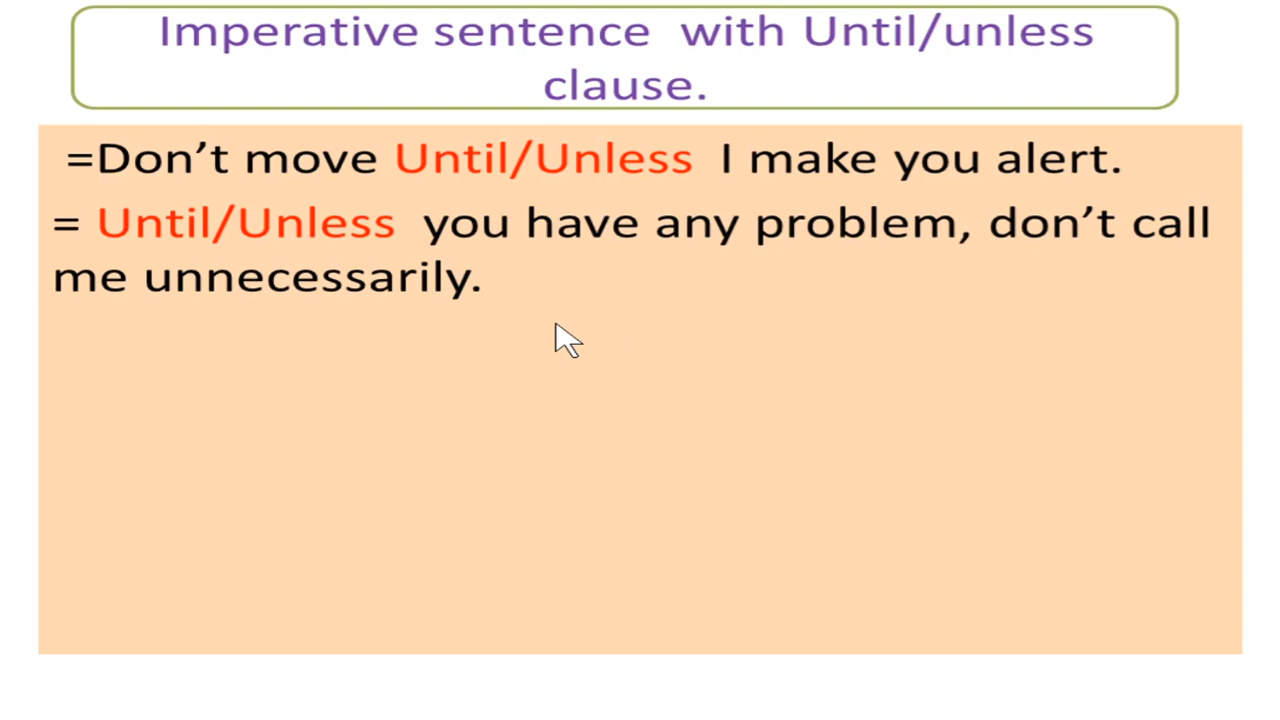 Imperative sentence with Until/unless
clause.
=Don’t move Until/Unless I make you alert.
= Until/Unless you have any problem, don’t call
me unnecessarily.